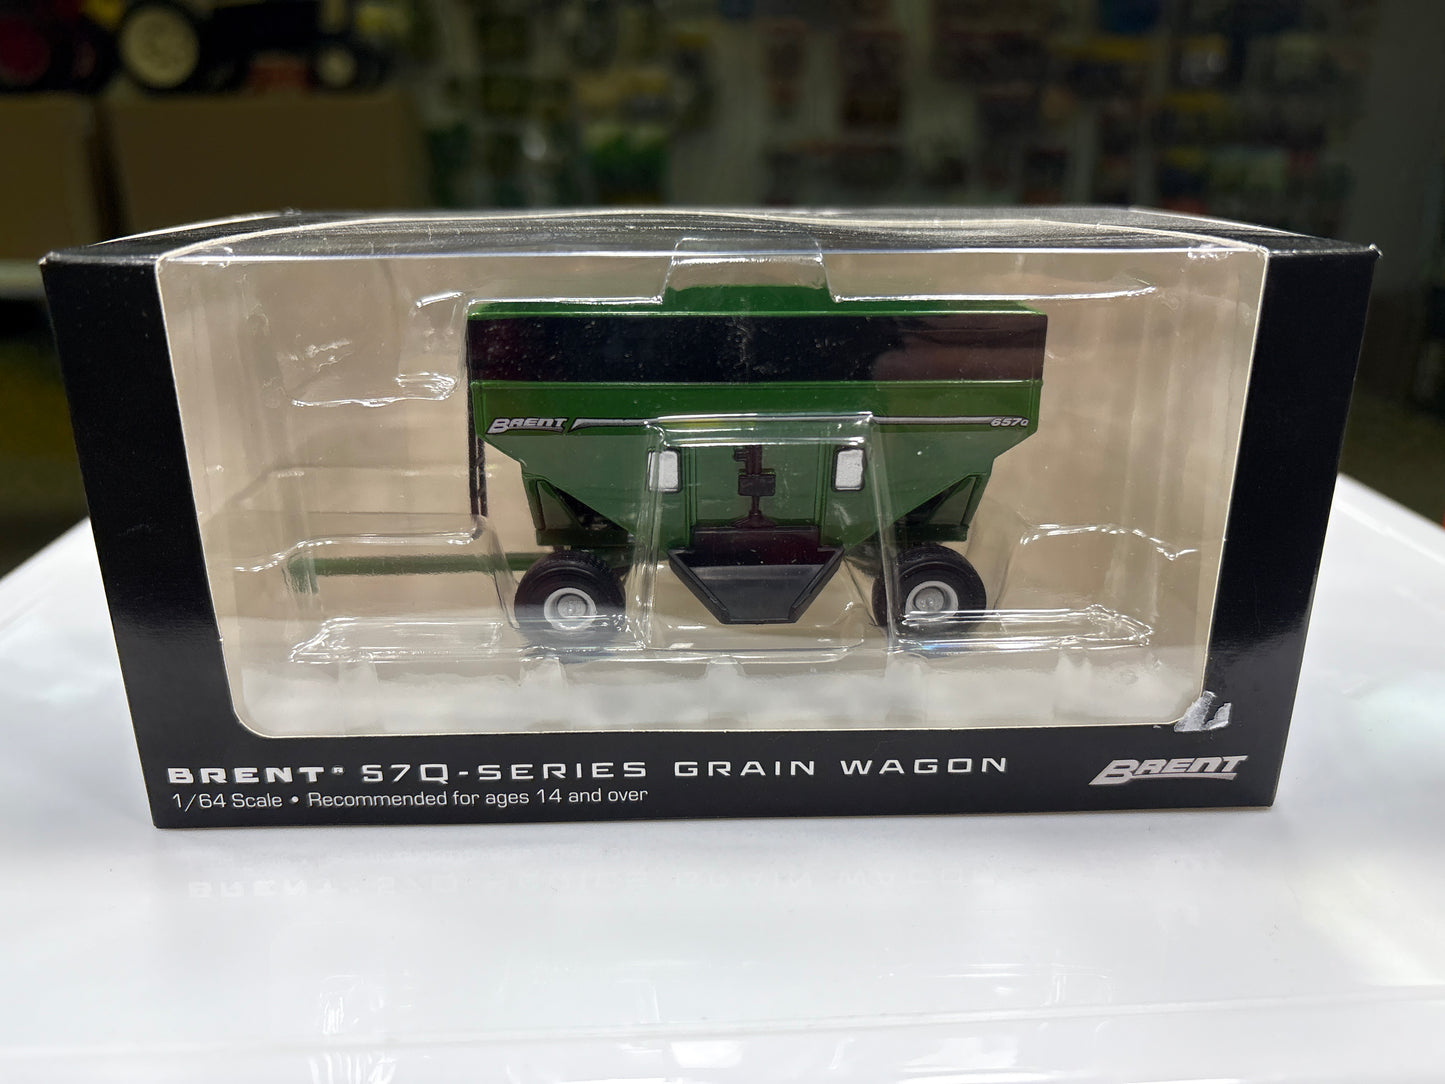 BRENT
657Q
BRENT® 57Q-SERIES GRAIN WAGON
1/64 Scale • Recommended for ages 14 and over
BRENT